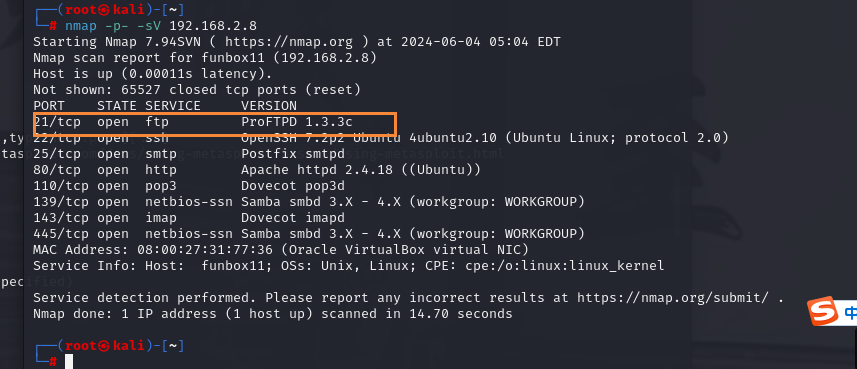 ┌──(root㉿kali)-[~]
└─# nmap -p- -sV 192.168.2.8
Starting Nmap 7.94SVN ( https://nmap.org ) at 2024-06-04 05:04 EDT
Nmap scan report for funbox11 (192.168.2.8)
Host is up (0.00011s latency).
Not shown: 65527 closed tcp ports (reset)
PORT    STATE SERVICE     VERSION
21/tcp  open  ftp         ProFTPD 1.3.3c
22/tcp  open  ssh         OpenSSH 7.2p2 Ubuntu 4ubuntu2.10 (Ubuntu Linux; protocol 2.0)
25/tcp  open  smtp        Postfix smtpd
80/tcp  open  http        Apache httpd 2.4.18 ((Ubuntu))
110/tcp open  pop3        Dovecot pop3d
139/tcp open  netbios-ssn Samba smbd 3.X - 4.X (workgroup: WORKGROUP)
143/tcp open  imap        Dovecot imapd
445/tcp open  netbios-ssn Samba smbd 3.X - 4.X (workgroup: WORKGROUP)
MAC Address: 08:00:27:31:77:36 (Oracle VirtualBox virtual NIC)
Service Info: Host:  funbox11; OSs: Unix, Linux; CPE: cpe:/o:linux:linux_kernel
Service detection performed. Please report any incorrect results at https://nmap.org/submit/ .
Nmap done: 1 IP address (1 host up) scanned in 14.70 seconds
┌──(root㉿kali)-[~]
└─#
S 中